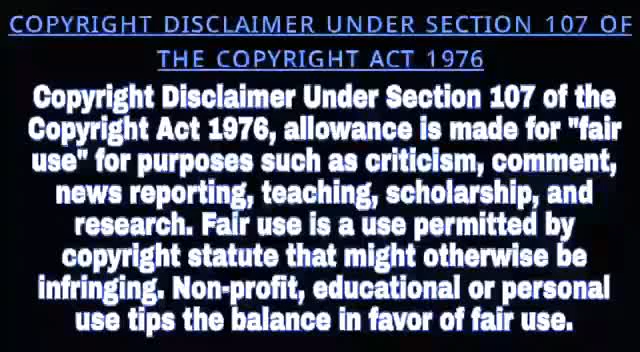 COPYRIGHT DISCLAIMER UNDER SECTION 107 OF
THE COPYRIGHT ACT 1976
Copyright Disclaimer Under Section 107 of the
Copyright Act 1976, allowance is made for "fair
use" for purposes such as criticism, comment,
news reporting, teaching, scholarship, and
research. Fair use is a use permitted by
copyright statute that might otherwise be
infringing. Non-profit, educational or personal
use tips the balance in favor of fair use.